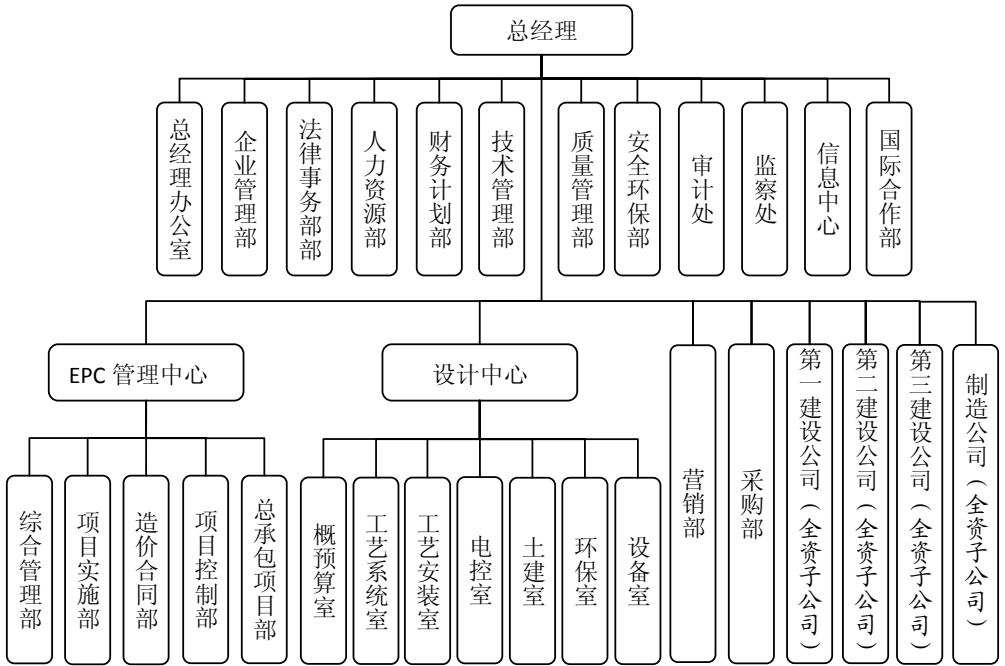 总经理
总经理办公室
企业管理部
法律事务部部
人力资源部
财务计划部
技术管理部
质量管理部
安全环保部
审计处
监察处
信息中心
国际合作部
EPC 管理中心
设计中心
营销部
采购部
第一建设公司（全资子公司）
第二建设公司（全资子公司）
第三建设公司（全资子公司）
制造公司（全资子公司）
综合管理部
项目实施部
造价合同部
项目控制部
总承包项目部
概预算室
工艺系统室
工艺安装室
电控室
土建室
环保室
设备室